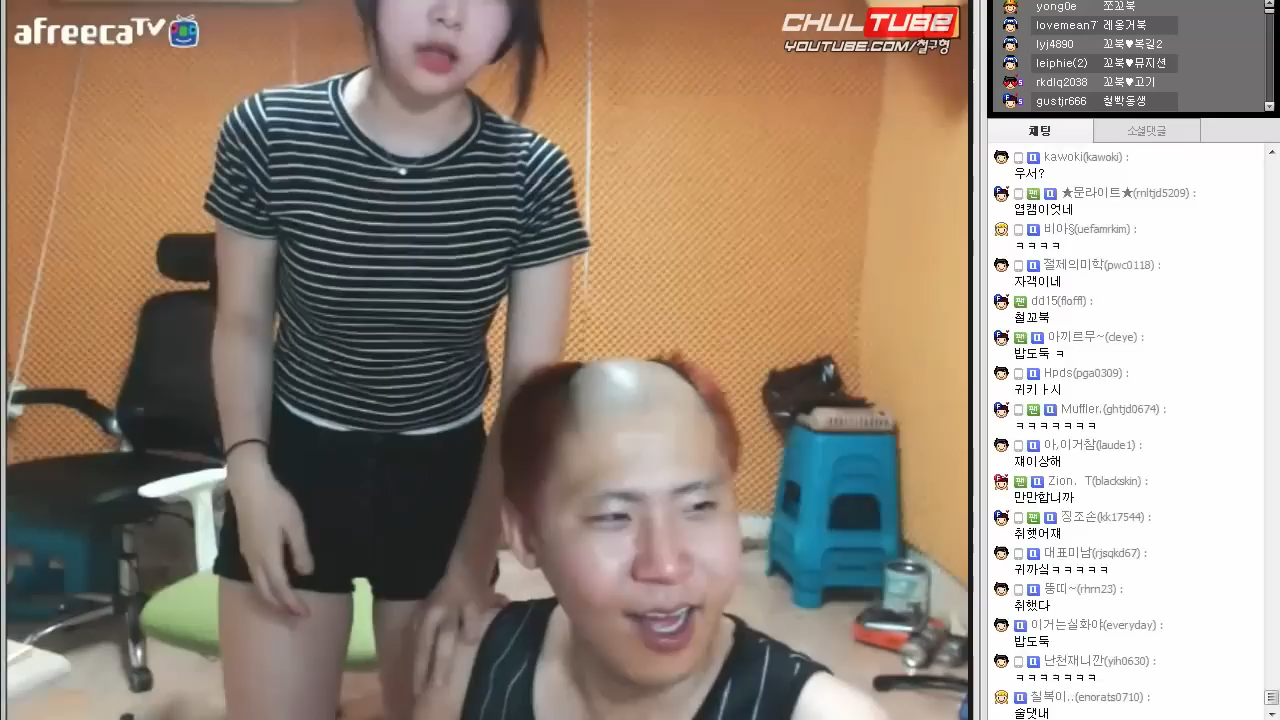 afreecaTV
CHULTUBE
YOUTUBE.COM/철구형
yong0e 쪼꼬북
lovemean7 레옹거북
lyj4890 꼬북♥북길2
leiphie(2) 꼬북♥뮤지션
rkdlq2038 꼬북♥고기
gustjr666 철빡동생
채팅 소셜댓글
kawoki(kawoki) :
우서?
★문라이트★(rnltjd5209) :
엽캠이엇네
비아§(uefamrkim) :
ㅋㅋㅋㅋ
절제의미학(pwc0118) :
자객이네
dd15(floffl) :
철꼬북
아끼르무~(cleye) :
밥도둑 ㅋ
Hpds(pga0309) :
귀키ㅏ시
Muffler.(ghtjd0674) :
ㅋㅋㅋㅋㅋㅋㅋ
아,이거참(laude1) :
재이상해
Zion. T(blackskin) :
만만합니까
징조손(kk17544) :
취햇어재
대표미남(rjsqkd67) :
귀까싴ㅋㅋㅋㅋㅋ
뚱띠~(rhrn23) :
취했다
이거는실화야(everyday) :
밥도둑
난천재니깐(yih0630) :
ㅋㅋㅋㅋㅋㅋㅋ
칠복이..(enorats0710) :
술댓내